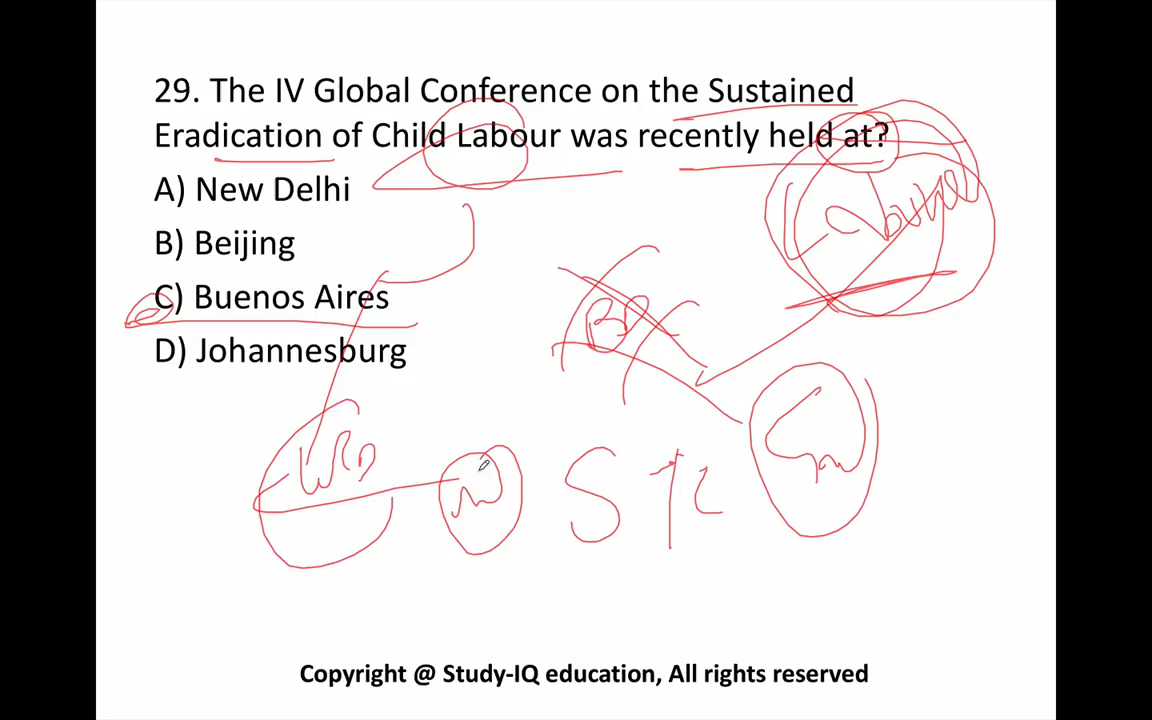 29. The IV Global Conference on the Sustained
Eradication of Child Labour was recently held at?
A) New Delhi
B) Beijing
C) Buenos Aires
D) Johannesburg
Copyright @ Study-IQ education, All rights reserved